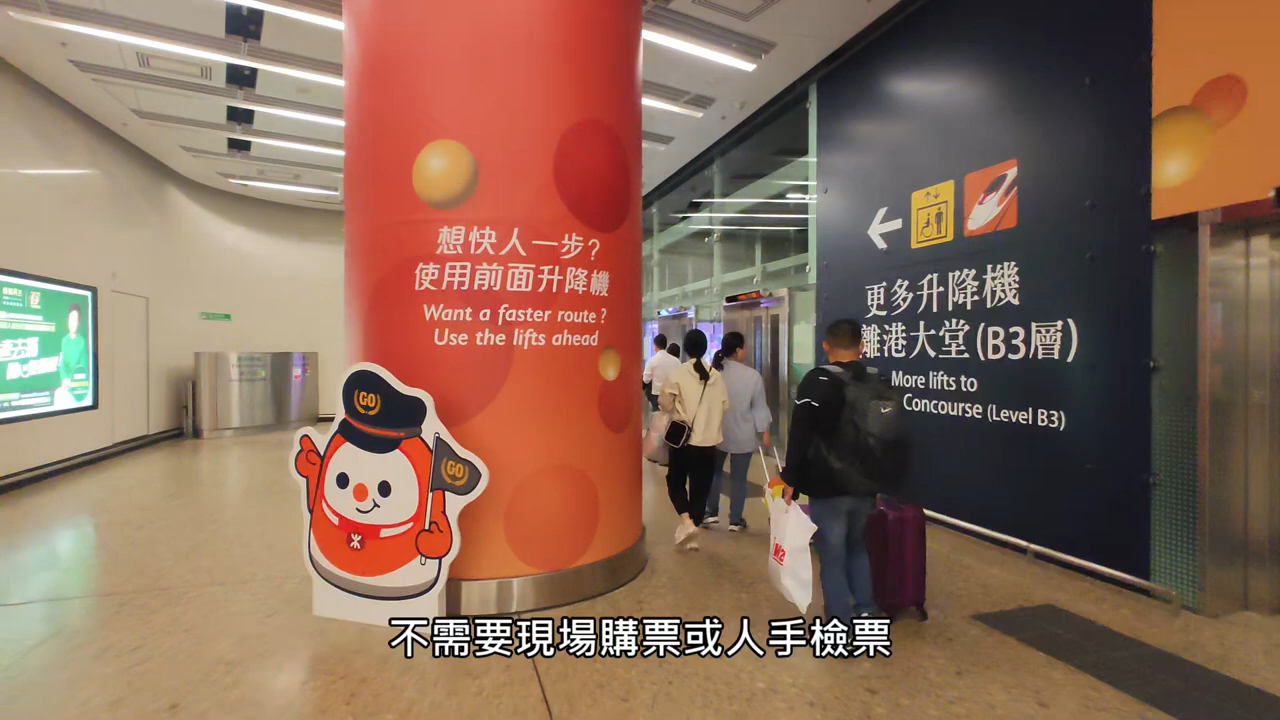 想快人一步?
使用前面升降機
Want a faster route?
Use the lifts ahead
更多升降機
離港大堂(B3層)
More lifts to
Concourse (Level B3)
GO
GO
不需要現場購票或人手檢票